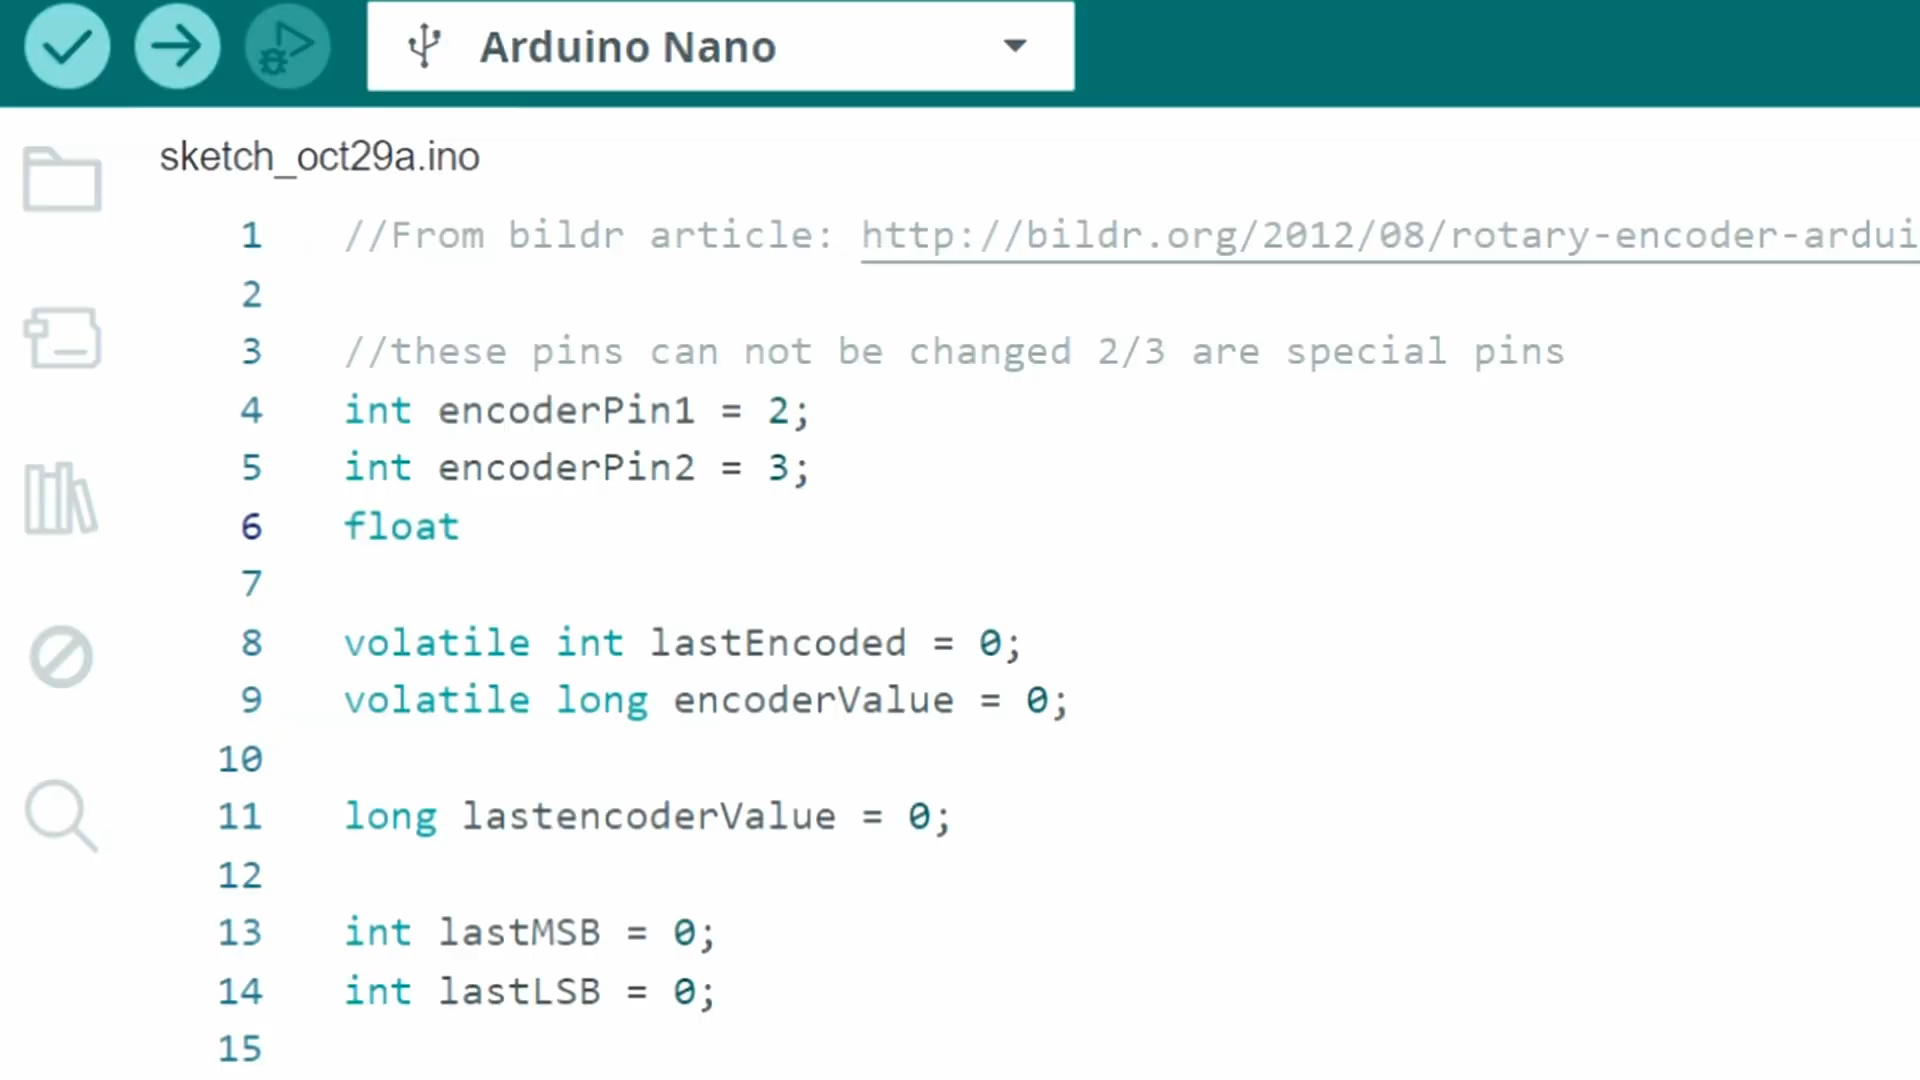 Arduino Nano
sketch_oct29a.ino
1 //From bildr article: http://bildr.org/2012/08/rotary-encoder-ardui
2
3 //these pins can not be changed 2/3 are special pins
4 int encoderPin1 = 2;
5 int encoderPin2 = 3;
6 float
7
8 volatile int lastEncoded = 0;
9 volatile long encoderValue = 0;
10
11 long lastencoderValue = 0;
12
13 int lastMSB = 0;
14 int lastLSB = 0;
15